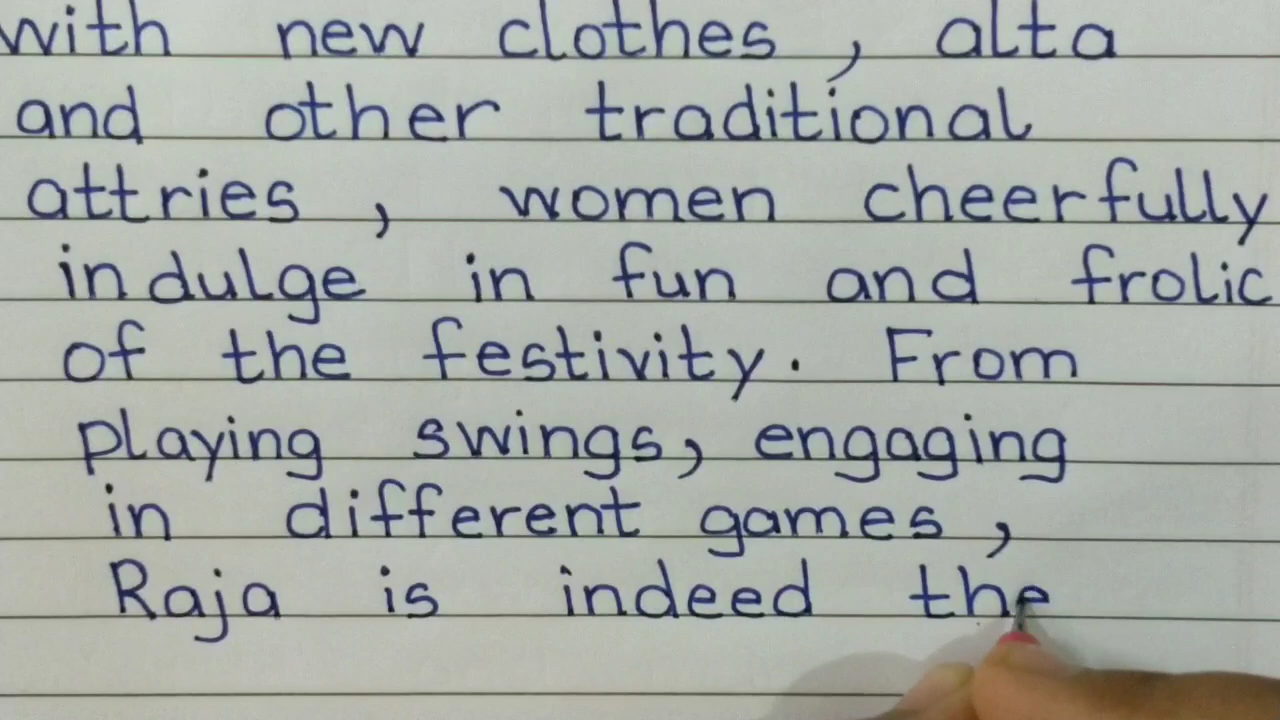 with new clothes, alta
and other traditional
attries, women cheerfully
indulge in fun and frolic
of the festivity. From
playing swings, engaging
in different games,
Raja is indeed the